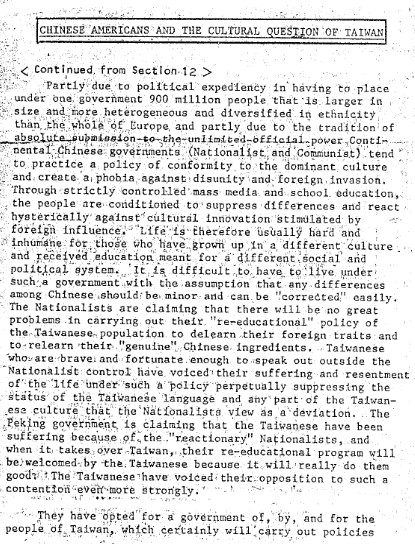 CHINESE AMERICANS AND THE CULTURAL QUESTION OF TAIWAN
< Continued from Section 12 >
Partly due to political expediency in having to place
under one government 900 million people that is larger in
size and more heterogeneous and diversified in ethnicity
than the whole of Europe and partly due to the tradition of
absolute submission to the unlimited official power Conti-
mental Chinese governments (Nationalist and Communist) tend
to practice a policy of conformity to the dominant culture
and create a phobia against disunity and foreign invasion.
Through strictly controlled mass media and school education,
the people are conditioned to suppress differences and react
hysterically against cultural innovation stimulated by
foreign influence. Life is therefore usually hard and
inhumane for those who have grown up in a different culture
and received education meant for a different social and
political system. It is difficult to have to live under
such a government with the assumption that any differences
among Chinese should be minor and can be "corrected" easily.
The Nationalists are claiming that there will be no great
problems in carrying out their "re-educational" policy of
the Taiwanese population to delearn their foreign traits and
to relearn their "genuine" Chinese ingredients. Taiwanese
who are brave and fortunate enough to speak out outside the
Nationalist control have voiced their suffering and resentment
of the life under such a policy perpetually suppressing the
status of the Taiwanese language and any part of the Taiwan-
ese culture that the Nationalists view as a deviation. The
Peking government is claiming that the Taiwanese have been
suffering because of the "reactionary" Nationalists, and
when it takes over Taiwan, their re-educational program will
be welcomed by the Taiwanese because it will really do them
good. The Taiwanese have voiced their opposition to such a
contention even more strongly.
They have opted for a government of, by, and for the
people of Taiwan, which certainly will carry out policies